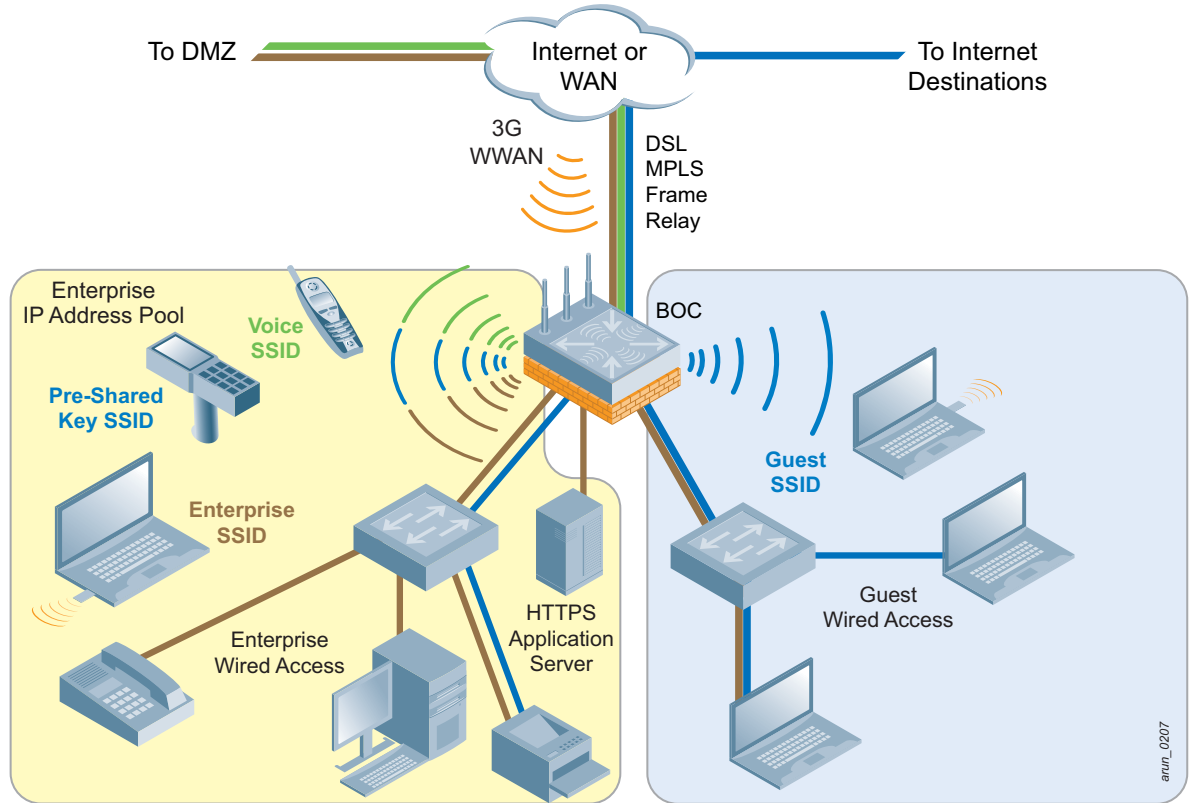 To DMZ
Internet or
WAN
To Internet
Destinations
3G
WWAN
DSL
MPLS
Frame
Relay
Enterprise
IP Address Pool
Voice
SSID
BOC
Pre-Shared
Key SSID
Guest
SSID
Enterprise
SSID
HTTPS
Application
Server
Guest
Wired Access
Enterprise
Wired Access
arun_0207